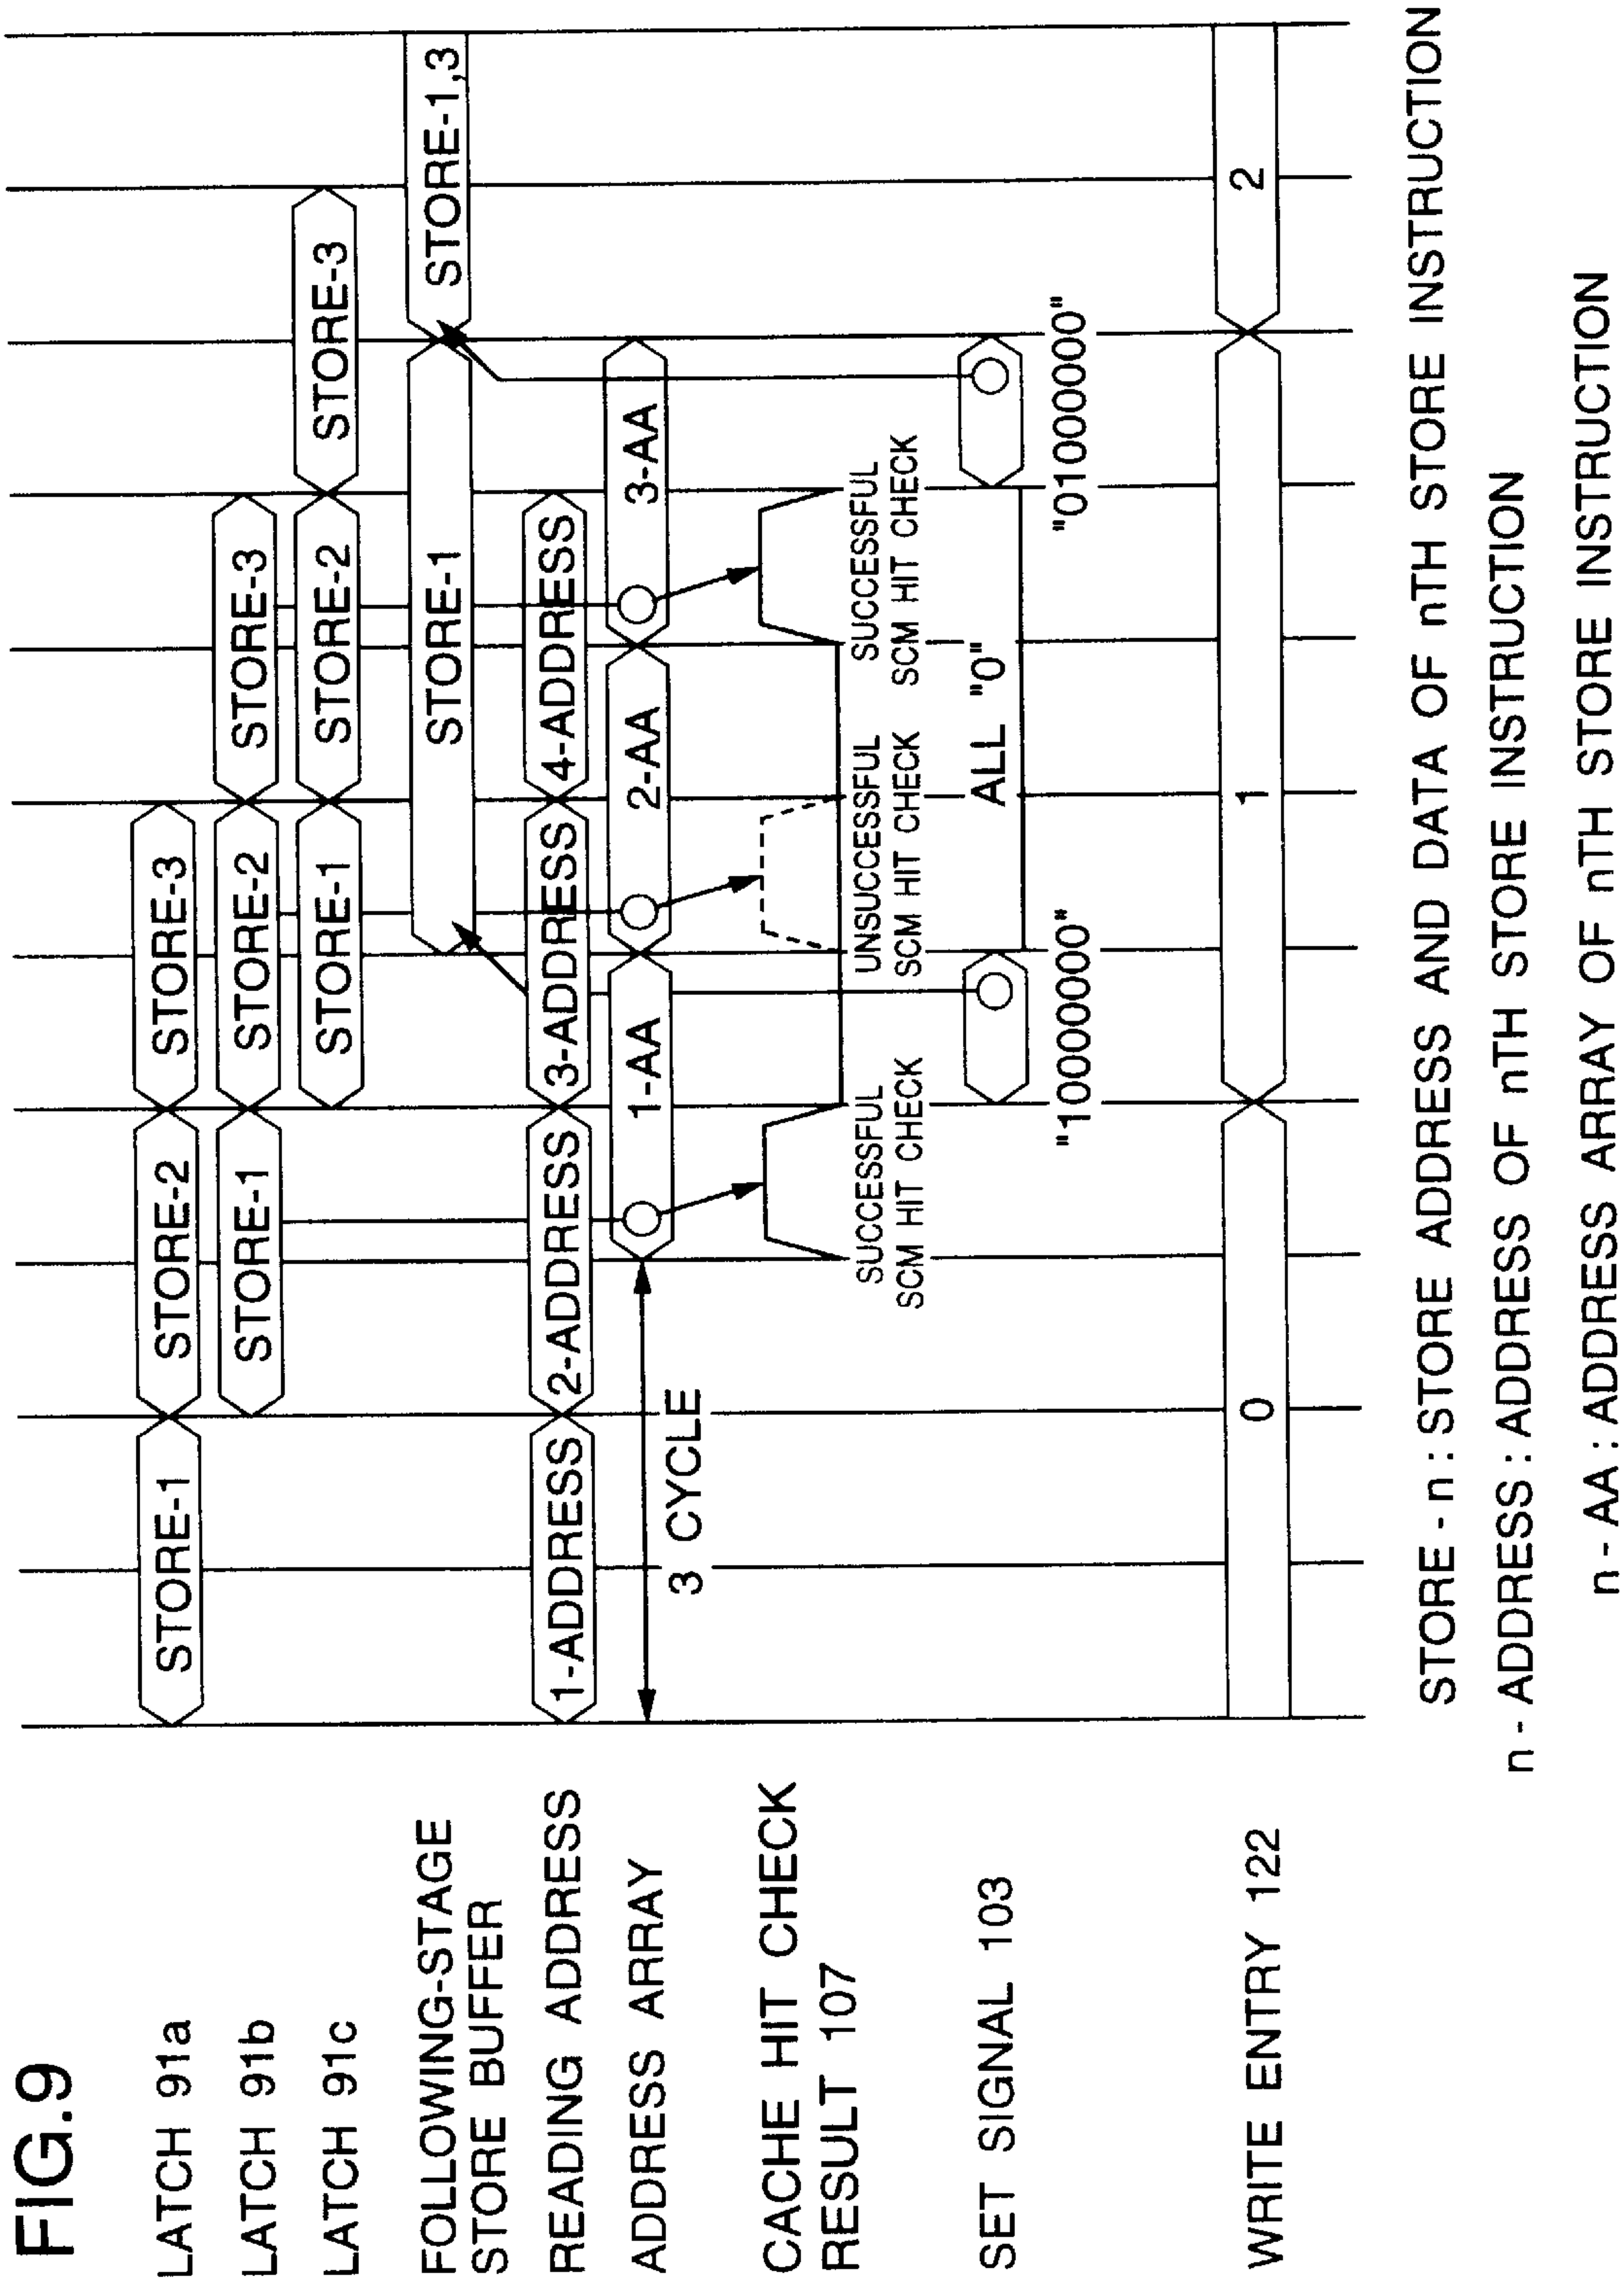 FIG.9
LATCH 91a
STORE-1
STORE-2
STORE-3
LATCH 91b
STORE-1
STORE-2
STORE-3
LATCH 91c
STORE-1
STORE-2
STORE-3
FOLLOWING-STAGE
STORE BUFFER
STORE-1
STORE-1,3
READING ADDRESS
1-ADDRESS
2-ADDRESS
3-ADDRESS
4-ADDRESS
ADDRESS ARRAY
3 CYCLE
1-AA
2-AA
3-AA
CACHE HIT CHECK
RESULT 107
SUCCESSFUL
SCM HIT CHECK
UNSUCCESSFUL
SCM HIT CHECK
SUCCESSFUL
SCM HIT CHECK
SET SIGNAL 103
"10000000"
ALL "0"
"01000000"
WRITE ENTRY 122
0
1
2
STORE - n : STORE ADDRESS AND DATA OF nTH STORE INSTRUCTION
n - ADDRESS : ADDRESS OF nTH STORE INSTRUCTION
n - AA : ADDRESS ARRAY OF nTH STORE INSTRUCTION